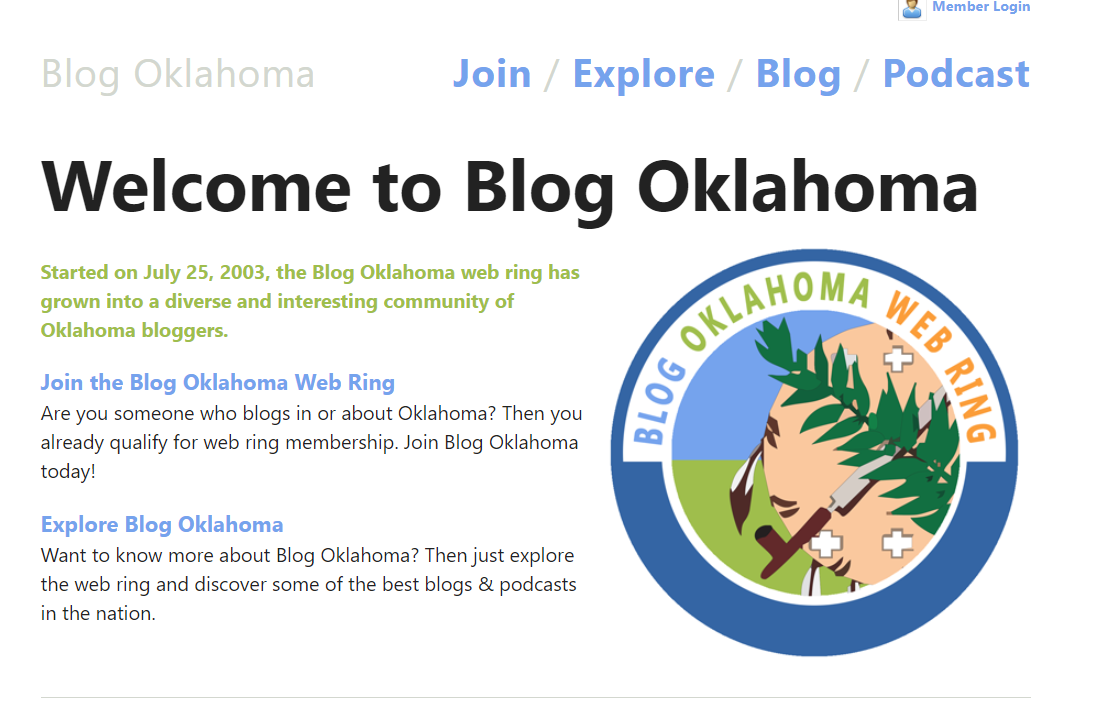 Member Login
Blog Oklahoma
Join / Explore / Blog / Podcast
Welcome to Blog Oklahoma
Started on July 25, 2003, the Blog Oklahoma web ring has
grown into a diverse and interesting community of
Oklahoma bloggers.
Join the Blog Oklahoma Web Ring
Are you someone who blogs in or about Oklahoma? Then you
already qualify for web ring membership. Join Blog Oklahoma
today!
Explore Blog Oklahoma
Want to know more about Blog Oklahoma? Then just explore
the web ring and discover some of the best blogs & podcasts
in the nation.
BLOG OKLAHOMA WEB RING